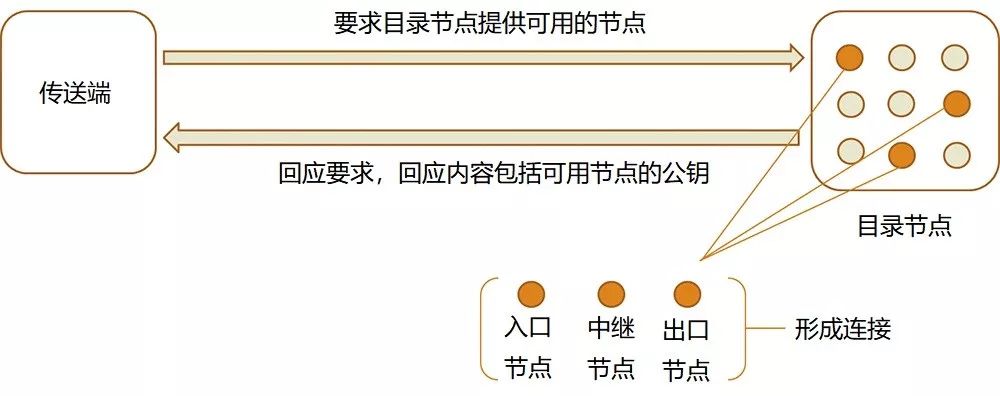 要求目录节点提供可用的节点
传送端
回应要求，回应内容包括可用节点的公钥
目录节点
入口 中继 出口
节点 节点 节点
形成连接